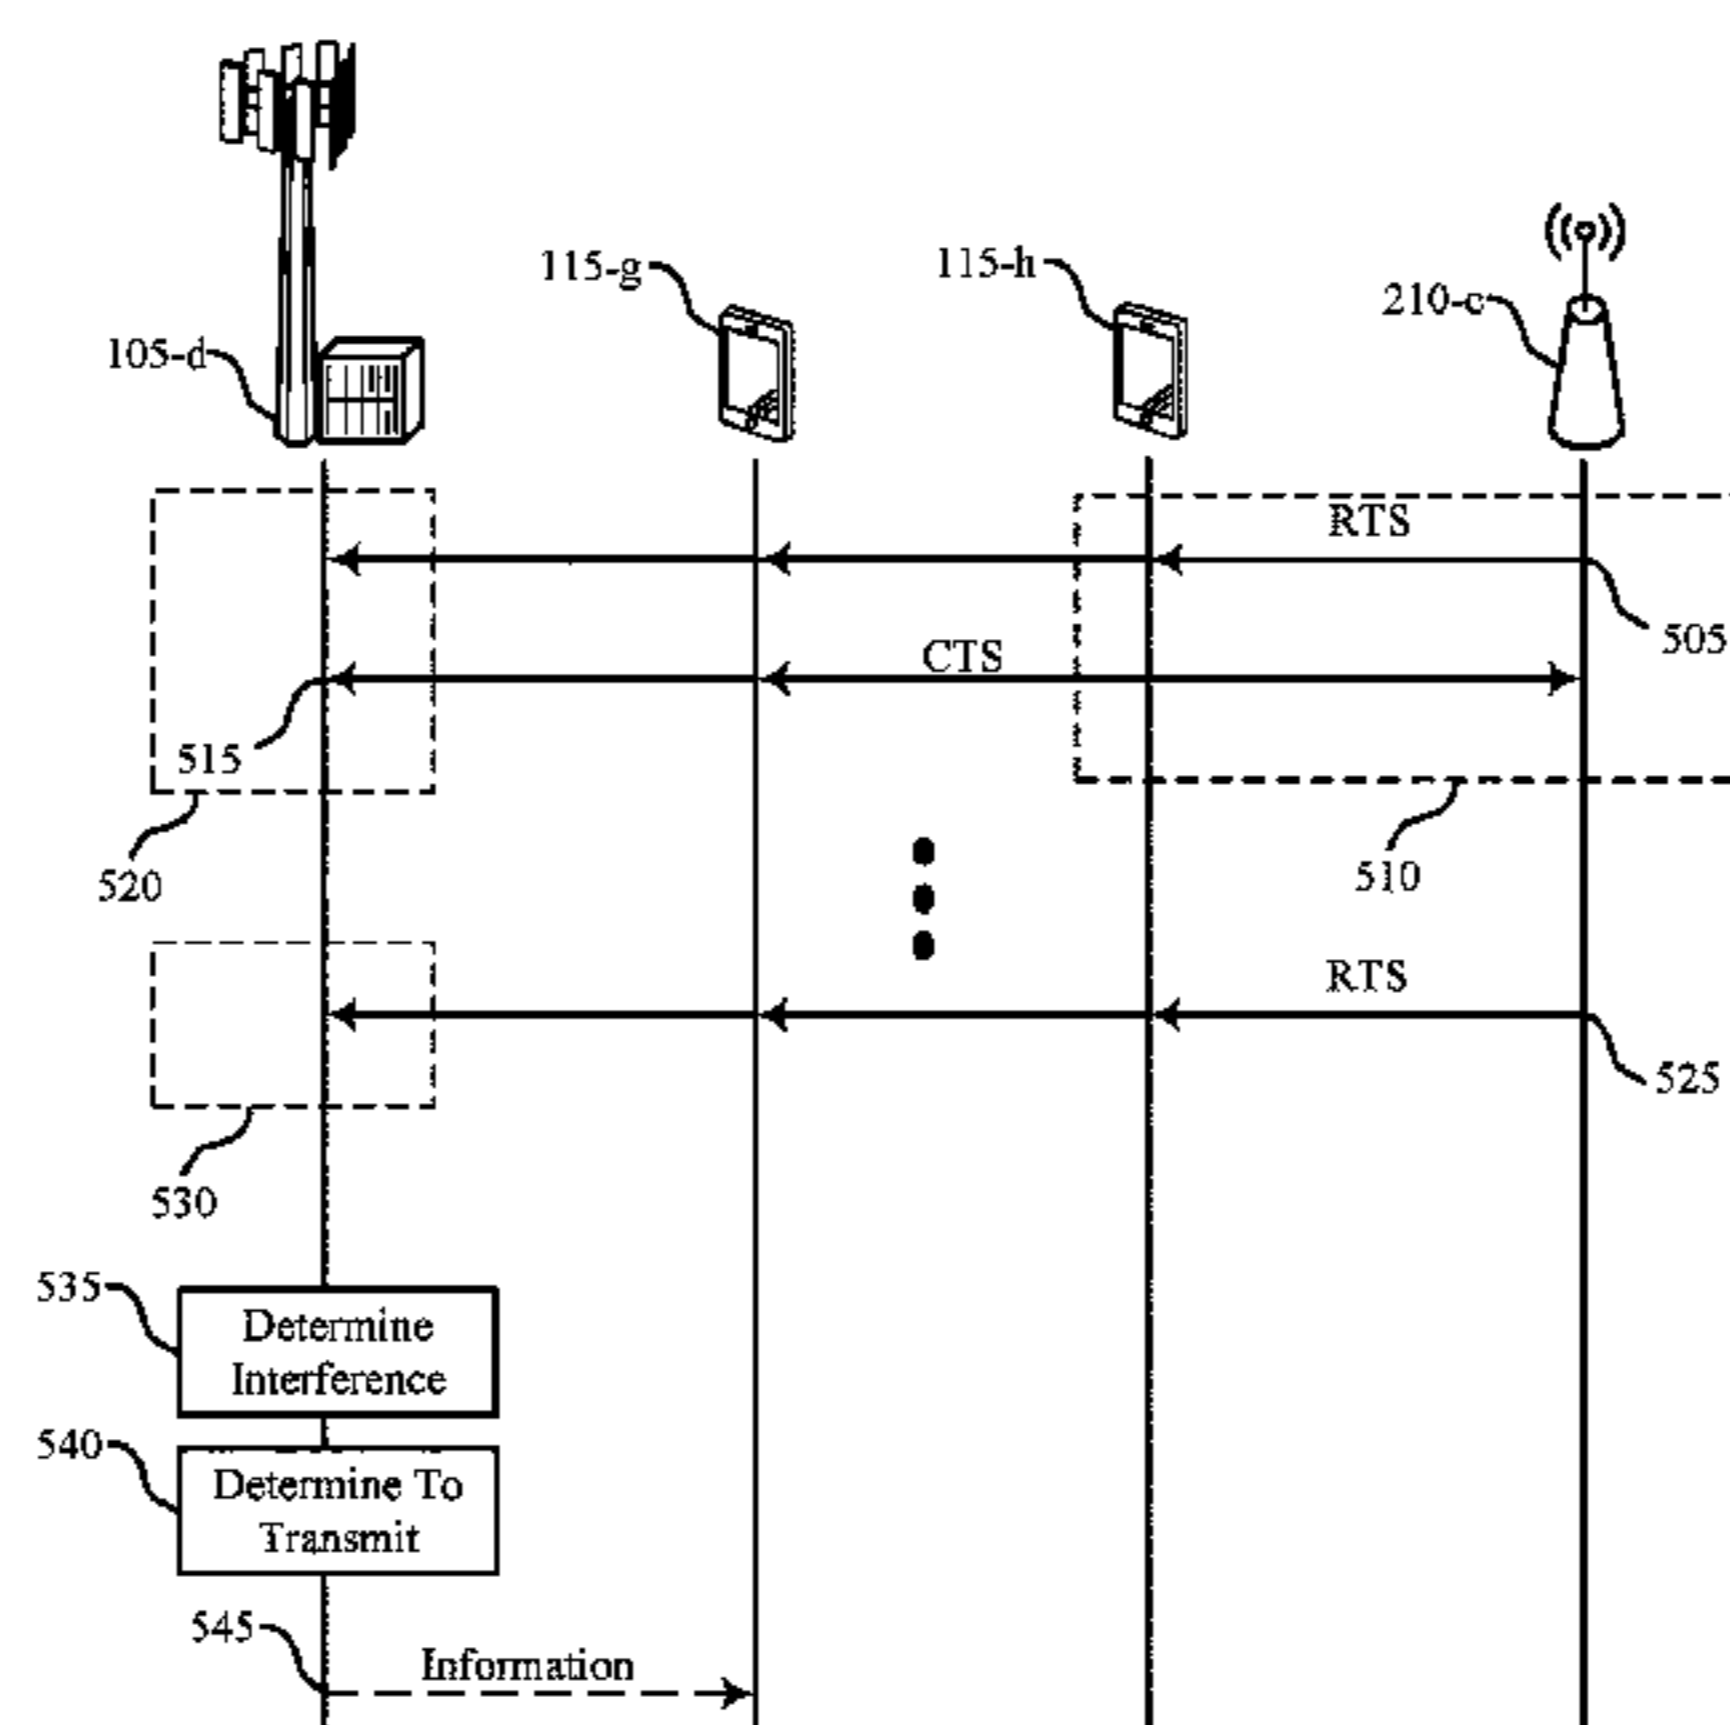 115-g
115-h
210-c
105-d
RTS
505
CTS
515
520
510
RTS
525
530
535
Determine
Interference
540
Determine To
Transmit
545
Information